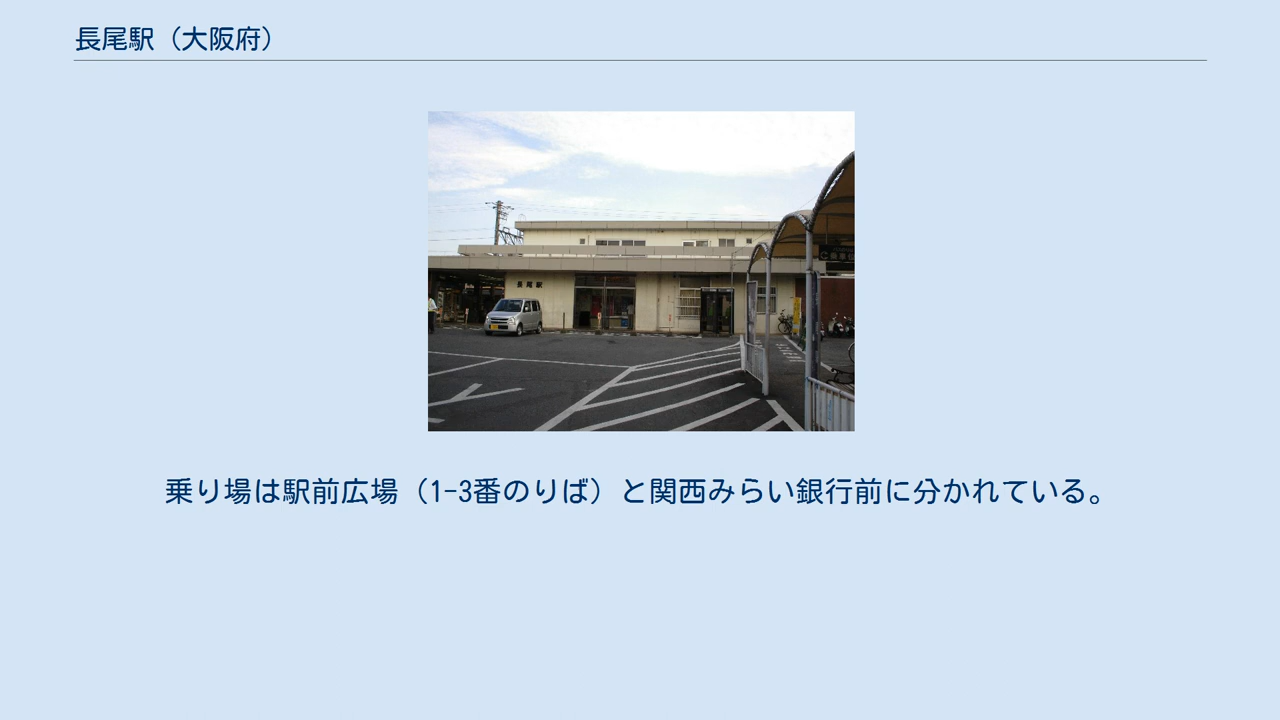 長尾駅（大阪府）
長尾駅
乗り場は駅前広場（1-3番のりば）と関西みらい銀行前に分かれている。